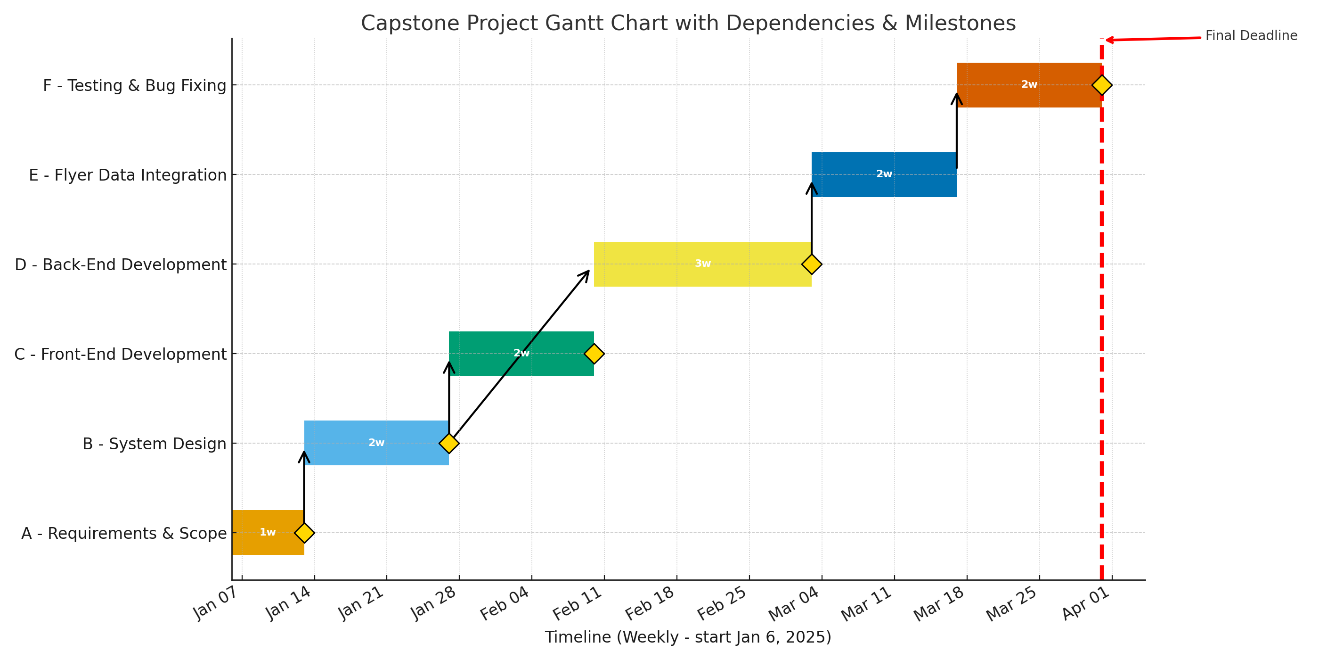 Capstone Project Gantt Chart with Dependencies & Milestones
Final Deadline
F - Testing & Bug Fixing
2w
E - Flyer Data Integration
2w
D - Back-End Development
3w
C - Front-End Development
2w
B - System Design
2w
A - Requirements & Scope
1w
Jan 07
Jan 14
Jan 21
Jan 28
Feb 04
Feb 11
Feb 18
Feb 25
Mar 04
Mar 11
Mar 18
Mar 25
Apr 01
Timeline (Weekly - start Jan 6, 2025)